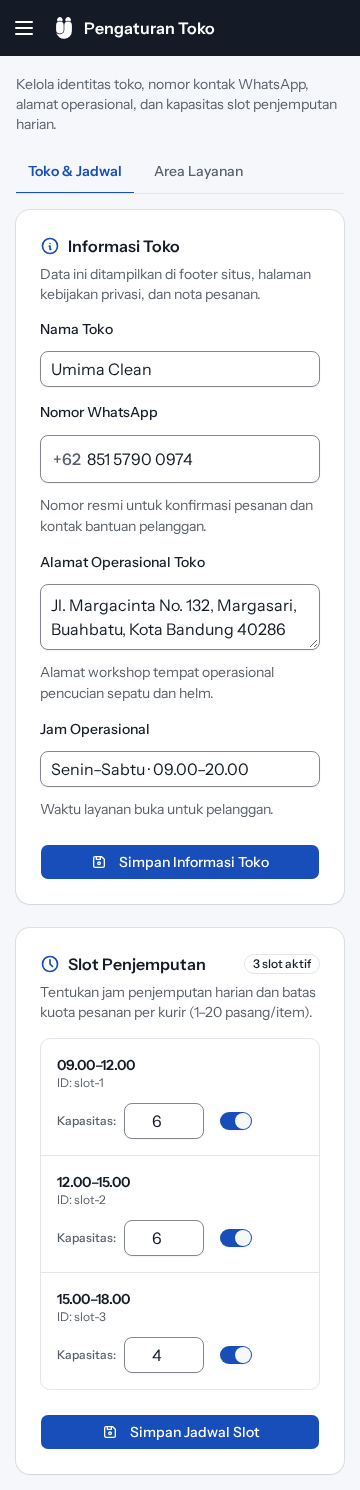 Pengaturan Toko
Kelola identitas toko, nomor kontak WhatsApp,
alamat operasional, dan kapasitas slot penjemputan
harian.
Toko & Jadwal
Area Layanan
Informasi Toko
Data ini ditampilkan di footer situs, halaman
kebijakan privasi, dan nota pesanan.
Nama Toko
Umima Clean
Nomor WhatsApp
+62 851 5790 0974
Nomor resmi untuk konfirmasi pesanan dan
kontak bantuan pelanggan.
Alamat Operasional Toko
Jl. Margacinta No. 132, Margasari,
Buahbatu, Kota Bandung 40286
Alamat workshop tempat operasional
pencucian sepatu dan helm.
Jam Operasional
Senin–Sabtu · 09.00–20.00
Waktu layanan buka untuk pelanggan.
Simpan Informasi Toko
Slot Penjemputan
3 slot aktif
Tentukan jam penjemputan harian dan batas
kuota pesanan per kurir (1–20 pasang/item).
09.00–12.00
ID: slot-1
Kapasitas: 6
12.00–15.00
ID: slot-2
Kapasitas: 6
15.00–18.00
ID: slot-3
Kapasitas: 4
Simpan Jadwal Slot